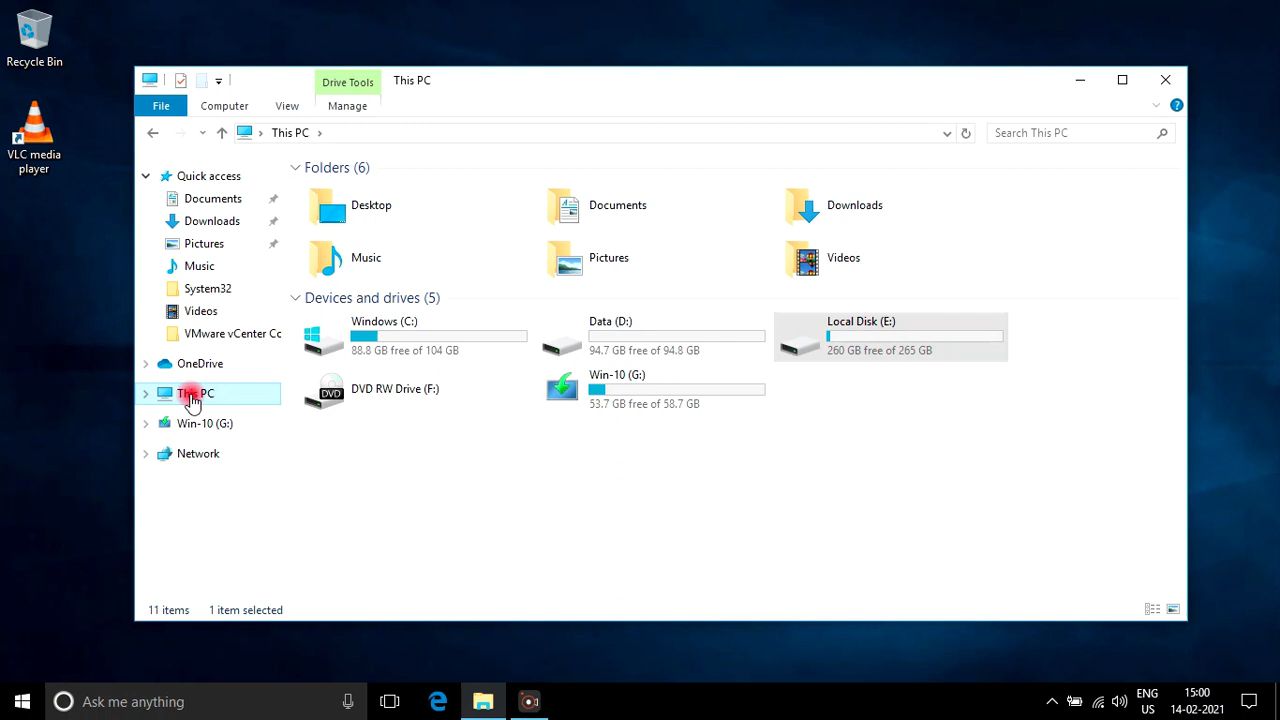 Recycle Bin
VLC media
player
Drive Tools
This PC
File
Computer
View
Manage
This PC
Search This PC
Quick access
Documents
Downloads
Pictures
Music
System32
Videos
VMware vCenter Cc
OneDrive
This PC
Win-10 (G:)
Network
Folders (6)
Desktop
Documents
Downloads
Music
Pictures
Videos
Devices and drives (5)
Windows (C:)
88.8 GB free of 104 GB
Data (D:)
94.7 GB free of 94.8 GB
Local Disk (E:)
260 GB free of 265 GB
DVD
DVD RW Drive (F:)
Win-10 (G:)
53.7 GB free of 58.7 GB
11 items
1 item selected
Ask me anything
ENG
US
15:00
14-02-2021